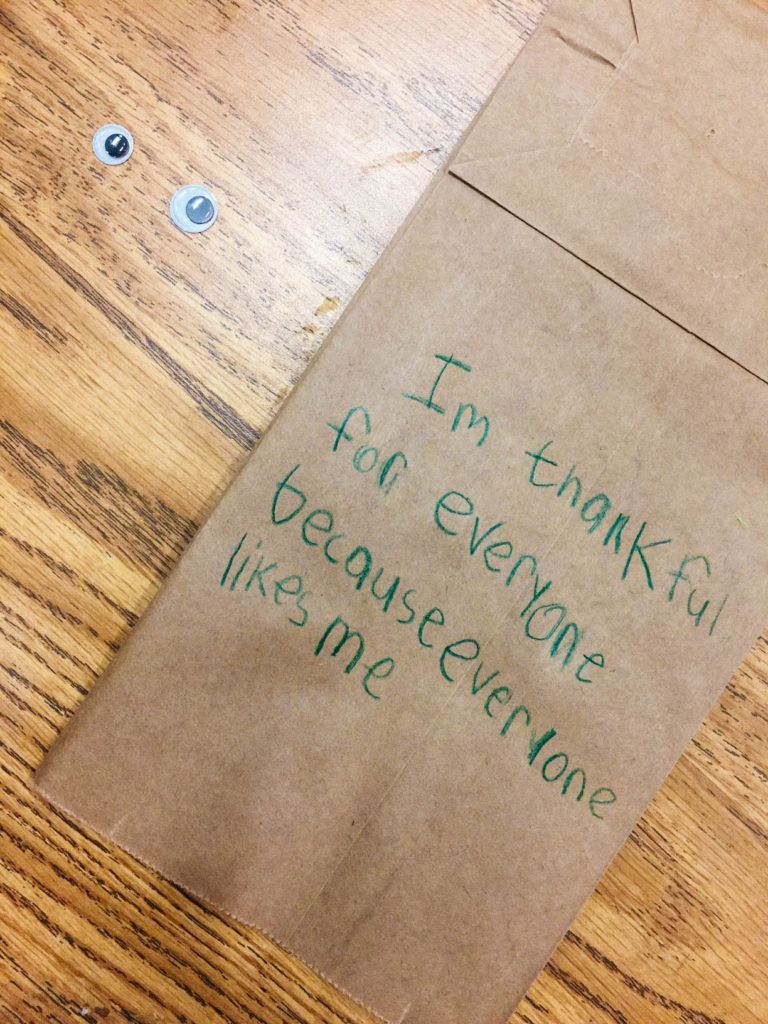 Im thankful
for everyone
because everyone
likes me